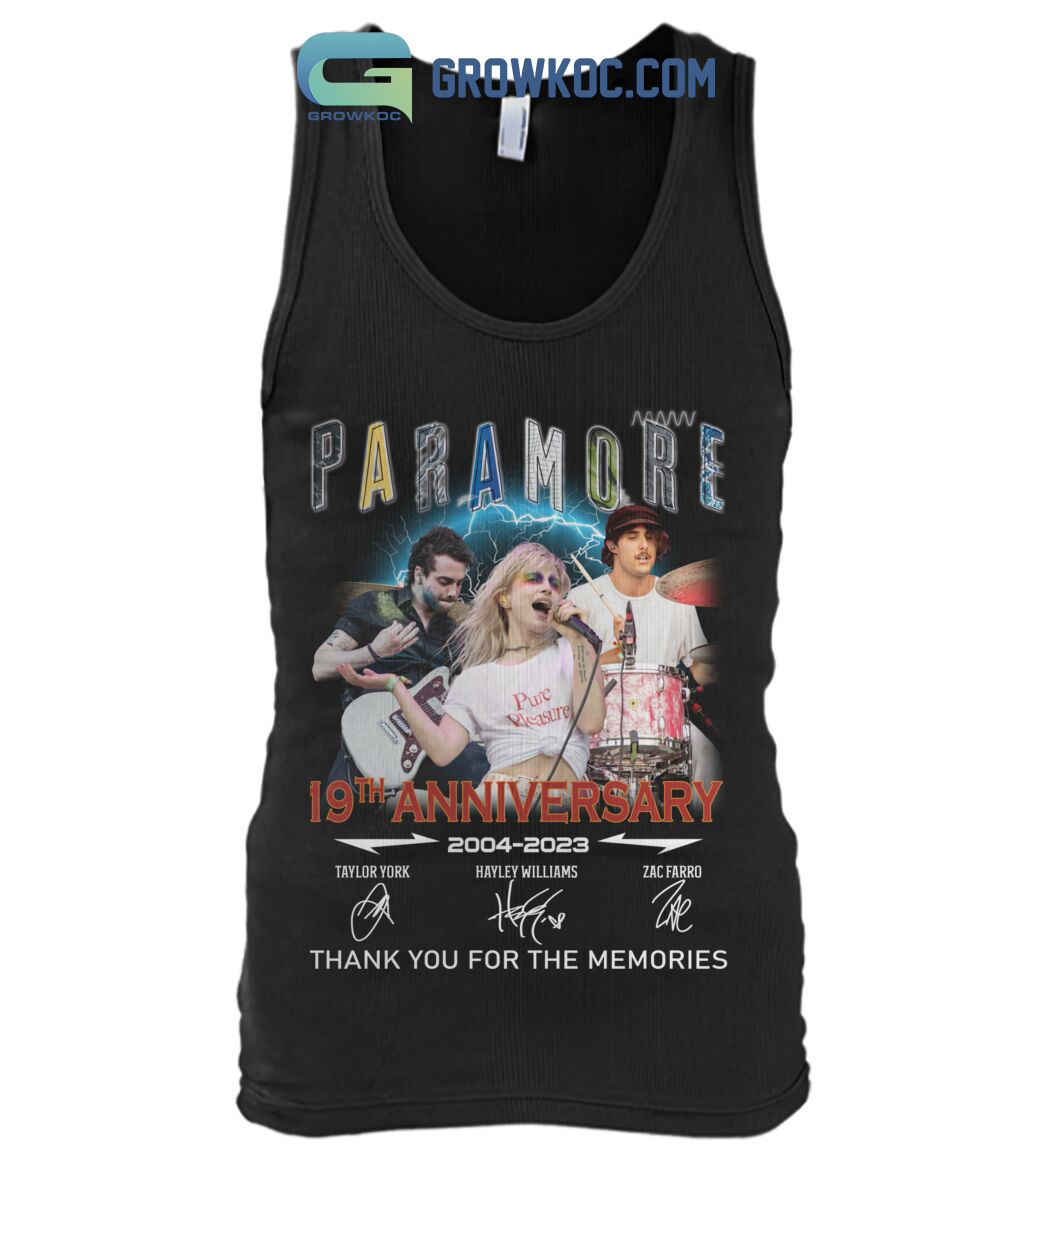 GROWKOC.COM
GROWKOC
PARAMORE
Pure
Pleasure
19TH ANNIVERSARY
2004-2023
TAYLOR YORK HAYLEY WILLIAMS ZAC FARRO
THANK YOU FOR THE MEMORIES